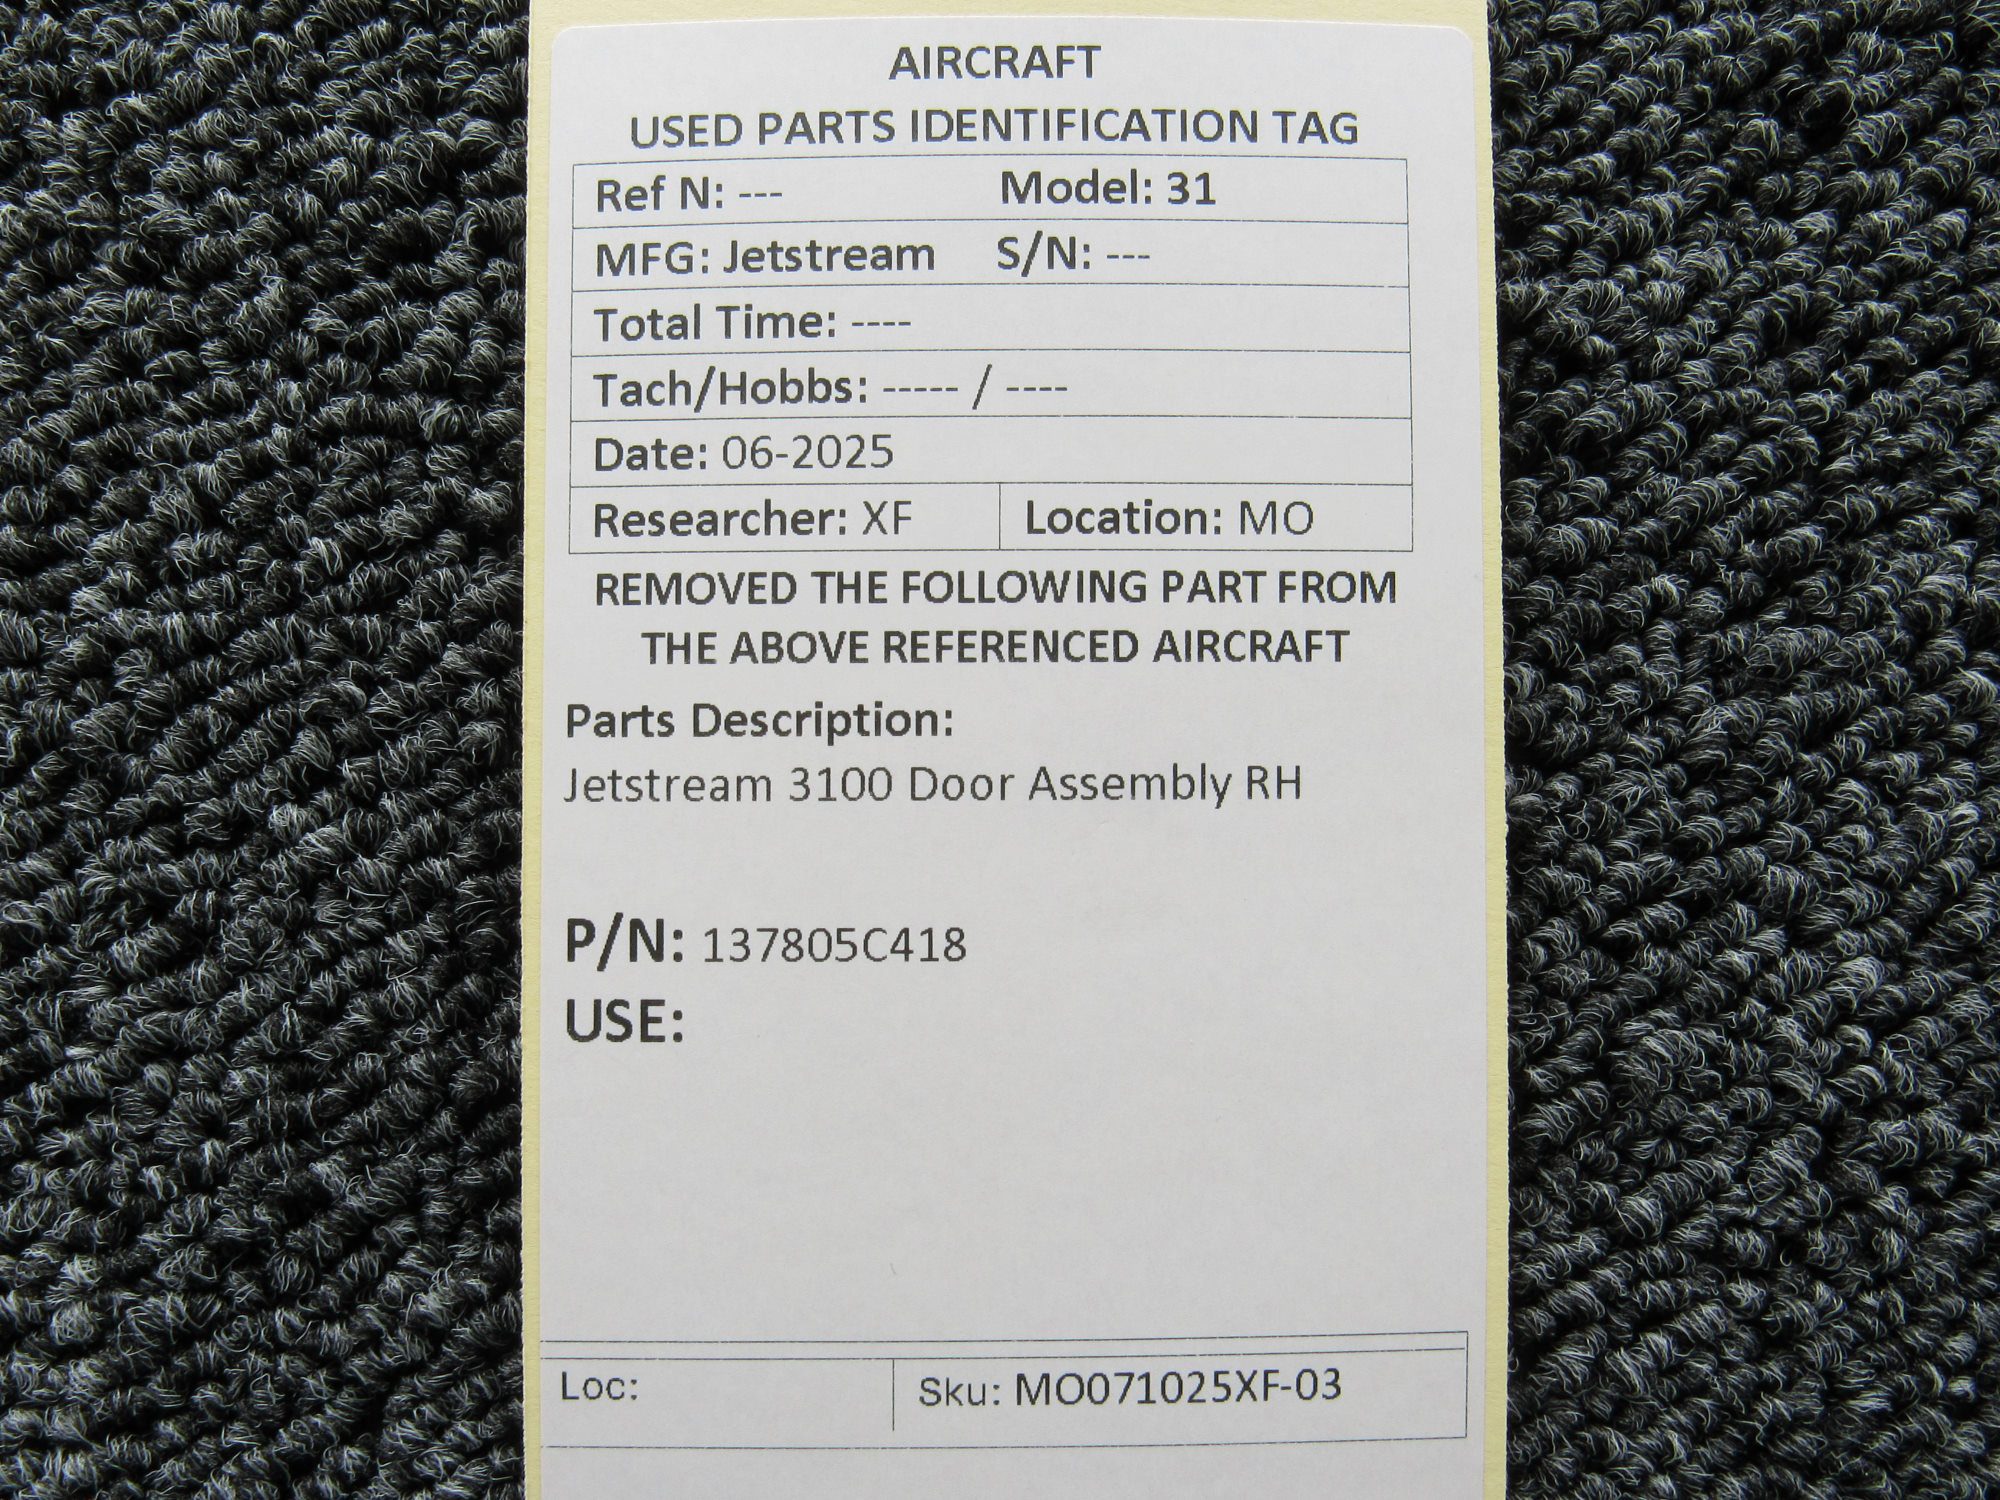 AIRCRAFT
USED PARTS IDENTIFICATION TAG
Ref N: --- Model: 31
MFG: Jetstream S/N: ---
Total Time: ----
Tach/Hobbs: ----- / ----
Date: 06-2025
Researcher: XF Location: MO
REMOVED THE FOLLOWING PART FROM
THE ABOVE REFERENCED AIRCRAFT
Parts Description:
Jetstream 3100 Door Assembly RH
P/N: 137805C418
USE:
Loc: Sku: MO071025XF-03